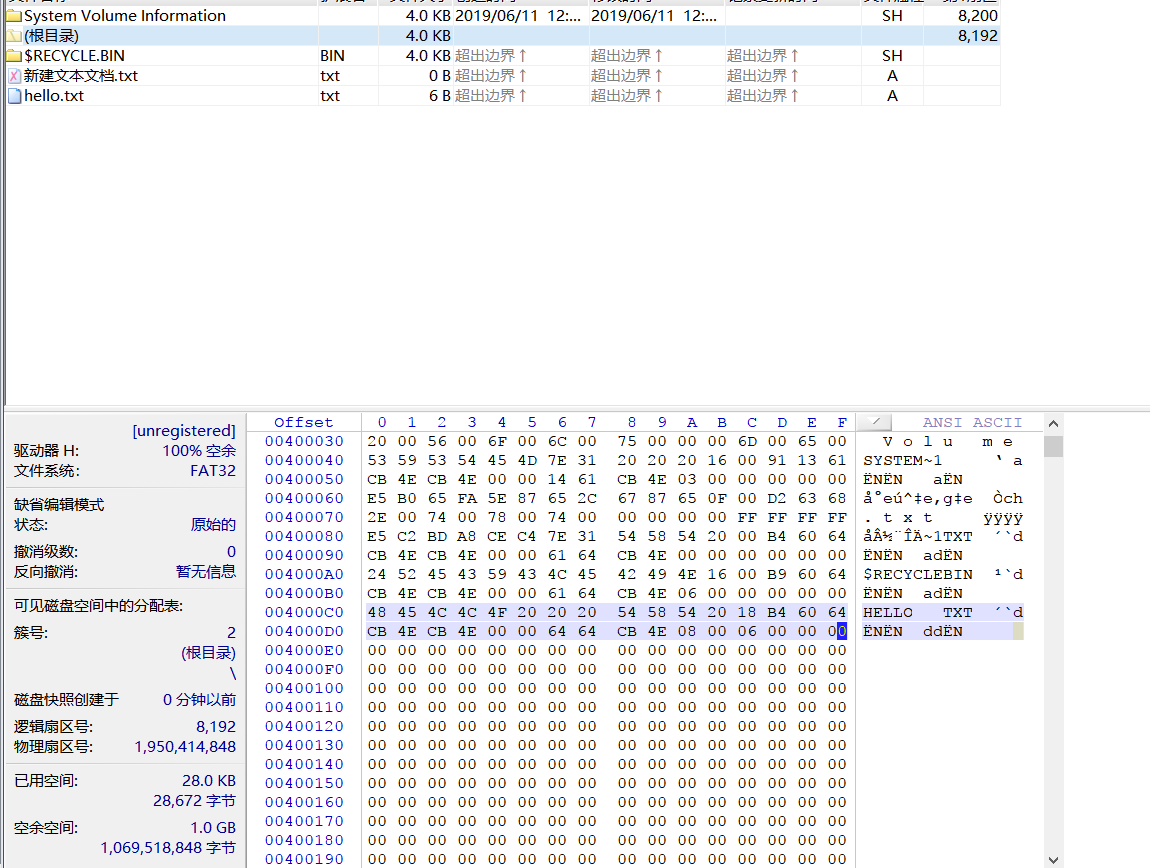 System Volume Information 4.0 KB 2019/06/11 12:... 2019/06/11 12:... SH 8,200
(根目录) 4.0 KB 8,192
$RECYCLE.BIN BIN 4.0 KB 超出边界↑ 超出边界↑ 超出边界↑ SH
新建文本文档.txt txt 0 B 超出边界↑ 超出边界↑ 超出边界↑ A
hello.txt txt 6 B 超出边界↑ 超出边界↑ 超出边界↑ A
[unregistered]
驱动器 H: 100% 空余
文件系统: FAT32
缺省编辑模式
状态: 原始的
撤消级数: 0
反向撤消: 暂无信息
可见磁盘空间中的分配表:
簇号: 2
(根目录)
\
磁盘快照创建于 0 分钟以前
逻辑扇区号: 8,192
物理扇区号: 1,950,414,848
已用空间: 28.0 KB
28,672 字节
空余空间: 1.0 GB
1,069,518,848 字节
Offset 0 1 2 3 4 5 6 7 8 9 A B C D E F ANSI ASCII
00400030 20 00 56 00 6F 00 6C 00 75 00 00 00 6D 00 65 00 V o l u m e
00400040 53 59 53 54 45 4D 7E 31 20 20 20 16 00 91 13 61 SYSTEM~1 ‘ a
00400050 CB 4E CB 4E 00 00 14 61 CB 4E 03 00 00 00 00 00 ËNËN aËN
00400060 E5 B0 65 FA 5E 87 65 2C 67 87 65 0F 00 D2 63 68 å°eú^‡e,g‡e Òch
00400070 2E 00 74 00 78 00 74 00 00 00 00 00 FF FF FF FF . t x t ÿÿÿÿ
00400080 E5 C2 BD A8 CE C4 7E 31 54 58 54 20 00 B4 60 64 åÂ½¨ÎÄ~1TXT ´`d
00400090 CB 4E CB 4E 00 00 61 64 CB 4E 00 00 00 00 00 00 ËNËN adËN
004000A0 24 52 45 43 59 43 4C 45 42 49 4E 16 00 B9 60 64 $RECYCLEBIN ¹`d
004000B0 CB 4E CB 4E 00 00 61 64 CB 4E 06 00 00 00 00 00 ËNËN adËN
004000C0 48 45 4C 4C 4F 20 20 20 54 58 54 20 18 B4 60 64 HELLO TXT ´`d
004000D0 CB 4E CB 4E 00 00 64 64 CB 4E 08 00 06 00 00 00 ËNËN ddËN
004000E0 00 00 00 00 00 00 00 00 00 00 00 00 00 00 00 00
004000F0 00 00 00 00 00 00 00 00 00 00 00 00 00 00 00 00
00400100 00 00 00 00 00 00 00 00 00 00 00 00 00 00 00 00
00400110 00 00 00 00 00 00 00 00 00 00 00 00 00 00 00 00
00400120 00 00 00 00 00 00 00 00 00 00 00 00 00 00 00 00
00400130 00 00 00 00 00 00 00 00 00 00 00 00 00 00 00 00
00400140 00 00 00 00 00 00 00 00 00 00 00 00 00 00 00 00
00400150 00 00 00 00 00 00 00 00 00 00 00 00 00 00 00 00
00400160 00 00 00 00 00 00 00 00 00 00 00 00 00 00 00 00
00400170 00 00 00 00 00 00 00 00 00 00 00 00 00 00 00 00
00400180 00 00 00 00 00 00 00 00 00 00 00 00 00 00 00 00
00400190 00 00 00 00 00 00 00 00 00 00 00 00 00 00 00 00